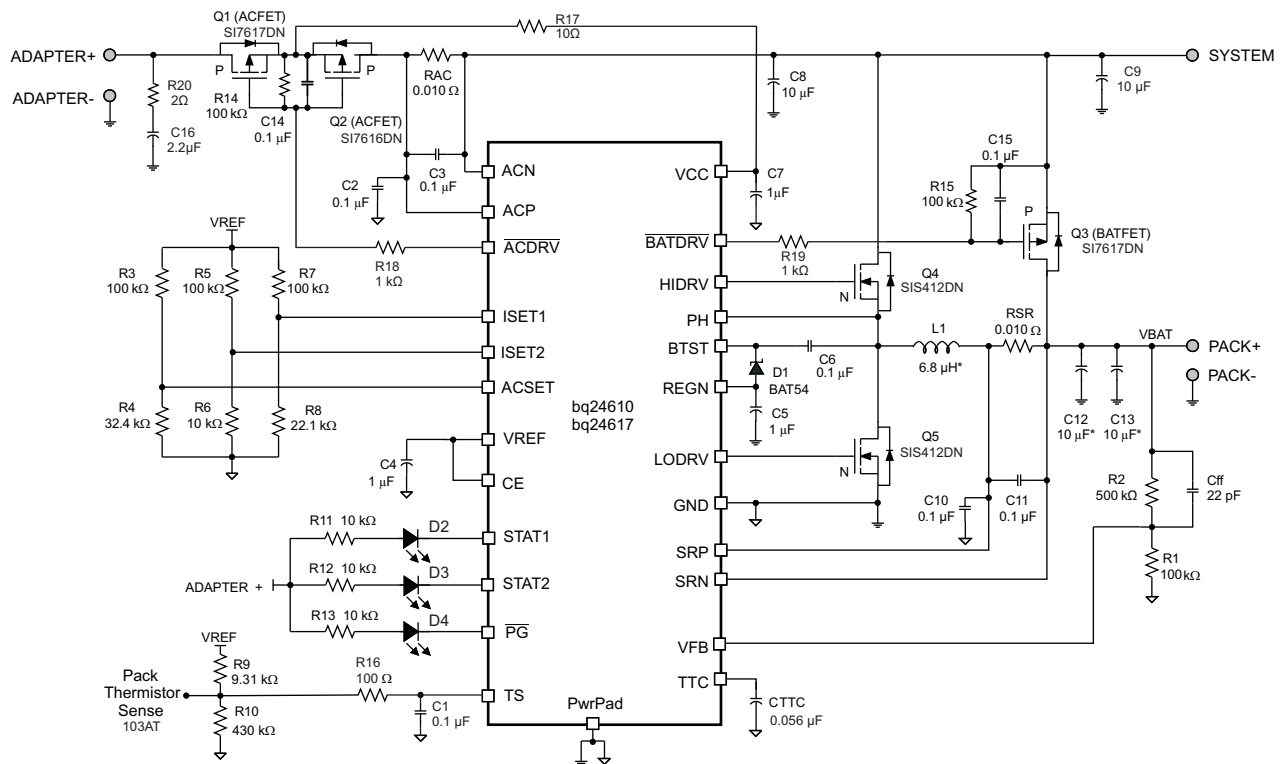 Q1 (ACFET)
SI7617DN
R17
10Ω
ADAPTER+
P
P
RAC
0.010 Ω
SYSTEM
ADAPTER-
R20
2Ω
R14
100 kΩ
C14
0.1 µF
Q2 (ACFET)
SI7616DN
C8
10 µF
C9
10 µF
C16
2.2µF
C3
0.1 µF
C2
0.1 µF
ACN
ACP
VCC
C7
1µF
C15
0.1 µF
R15
100 kΩ
P
Q3 (BATFET)
SI7617DN
VREF
ACDRV
R18
1 kΩ
BATDRV
R19
1 kΩ
R3
100 kΩ
R5
100 kΩ
R7
100 kΩ
HIDRV
Q4
SIS412DN
N
ISET1
PH
ISET2
BTST
C6
0.1 µF
L1
6.8 µH*
RSR
0.010 Ω
VBAT
PACK+
PACK-
ACSET
REGN
D1
BAT54
C5
1 µF
R4
32.4 kΩ
R6
10 kΩ
R8
22.1 kΩ
bq24610
bq24617
C12
10 µF*
C13
10 µF*
VREF
C4
1 µF
CE
LODRV
Q5
SIS412DN
N
GND
R2
500 kΩ
Cff
22 pF
C10
0.1 µF
C11
0.1 µF
R11 10 kΩ
D2
STAT1
SRP
ADAPTER +
R12 10 kΩ
D3
STAT2
SRN
R1
100 kΩ
R13 10 kΩ
D4
PG
VFB
VREF
R9
9.31 kΩ
Pack
Thermistor
Sense
103AT
R16
100 Ω
TS
TTC
R10
430 kΩ
C1
0.1 µF
PwrPad
CTTC
0.056 µF